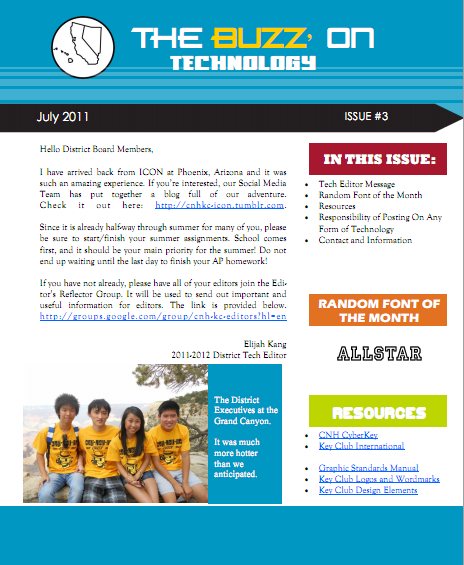 THE BUZZ' ON
TECHNOLOGY
July 2011
ISSUE #3
Hello District Board Members,
I have arrived back from ICON at Phoenix, Arizona and it was
such an amazing experience. If you're interested, our Social Media
Team has put together a blog full of our adventure.
Check it out here: http://cnhkc-icon.tumblr.com.
Since it is already half-way through summer for many of you, please
be sure to start/finish your summer assignments. School comes
first, and it should be your main priority for the summer! Do not
end up waiting until the last day to finish your AP homework!
If you have not already, please have all of your editors join the Edi-
tor's Reflector Group. It will be used to send out important and
useful information for editors. The link is provided below.
http://groups.google.com/group/cnh-kc-editors?hl=en
Elijah Kang
2011-2012 District Tech Editor
The District
Executives at the
Grand Canyon.
It was much
more hotter
than we
anticipated.
IN THIS ISSUE:
• Tech Editor Message
• Random Font of the Month
• Resources
• Responsibility of Posting On Any
Form of Technology
• Contact and Information
RANDOM FONT OF
THE MONTH
ALLSTAR
RESOURCES
• CNH CyberKey
• Key Club International
• Graphic Standards Manual
• Key Club Logos and Wordmarks
• Key Club Design Elements